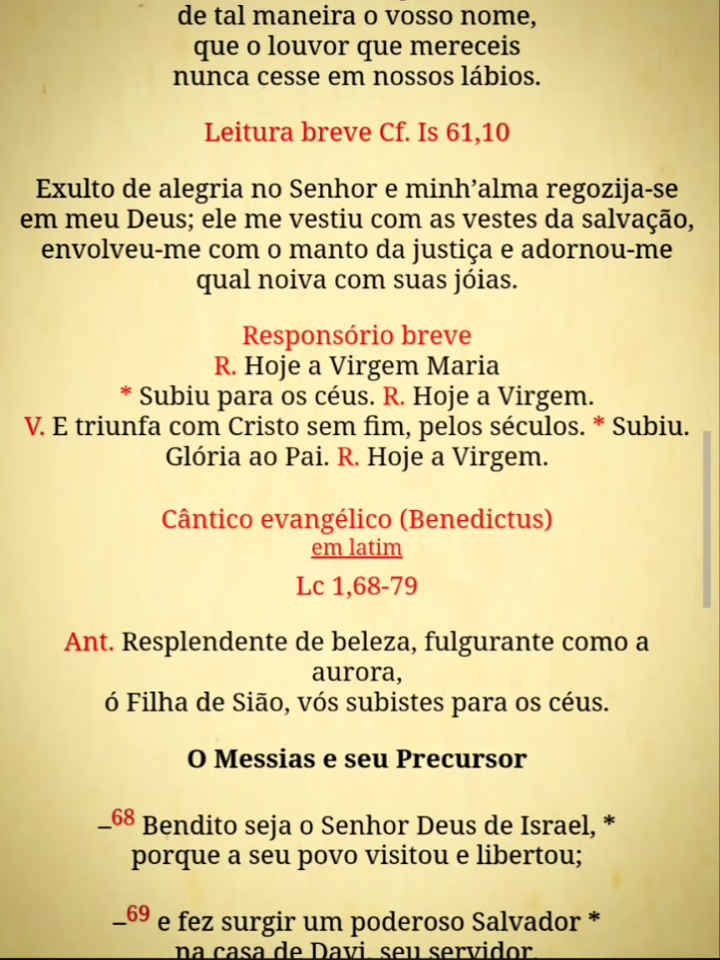 de tal maneira o vosso nome,
que o louvor que mereceis
nunca cesse em nossos lábios.
Leitura breve Cf. Is 61,10
Exulto de alegria no Senhor e minh’alma regozija-se
em meu Deus; ele me vestiu com as vestes da salvação,
envolveu-me com o manto da justiça e adornou-me
qual noiva com suas jóias.
Responsório breve
R. Hoje a Virgem Maria
* Subiu para os céus. R. Hoje a Virgem.
V. E triunfa com Cristo sem fim, pelos séculos. * Subiu.
Glória ao Pai. R. Hoje a Virgem.
Cântico evangélico (Benedictus)
em latim
Lc 1,68-79
Ant. Resplendente de beleza, fulgurante como a
aurora,
ó Filha de Sião, vós subistes para os céus.
O Messias e seu Precursor
–68 Bendito seja o Senhor Deus de Israel, *
porque a seu povo visitou e libertou;
–69 e fez surgir um poderoso Salvador *
na casa de Davi, seu servidor,